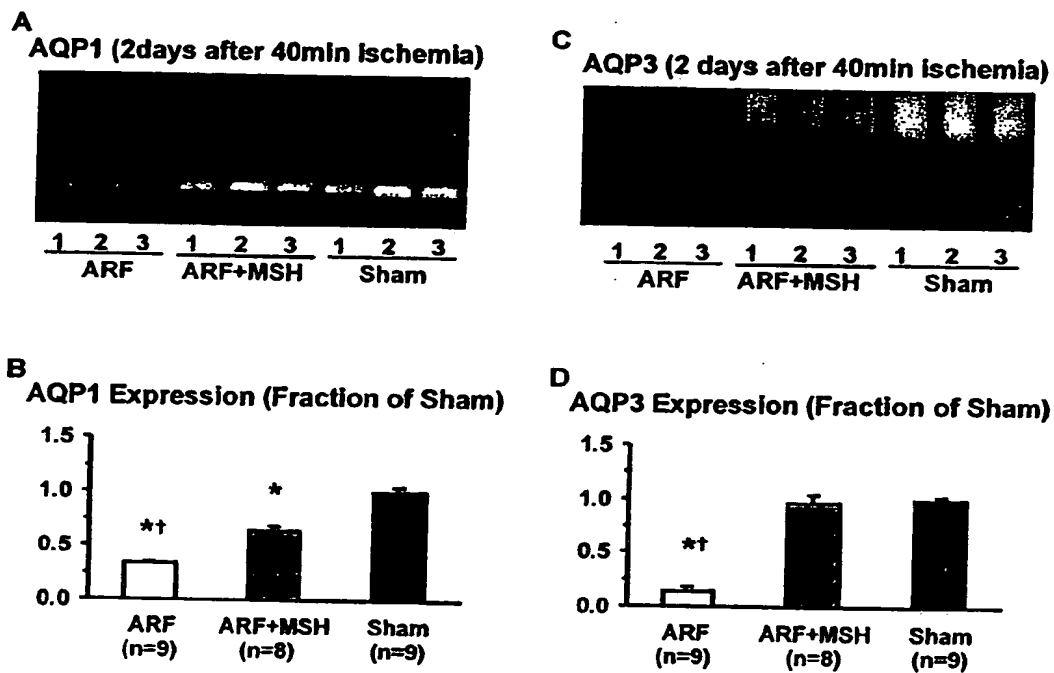 A
AQP1 (2days after 40min ischemia)
1 2 3 1 2 3 1 2 3
ARF ARF+MSH Sham
B
AQP1 Expression (Fraction of Sham)
1.5
1.0
0.5
0.0
*†
*
ARF ARF+MSH Sham
(n=9) (n=8) (n=9)
C
AQP3 (2 days after 40min ischemia)
1 2 3 1 2 3 1 2 3
ARF ARF+MSH Sham
D
AQP3 Expression (Fraction of Sham)
1.5
1.0
0.5
0.0
*†
ARF ARF+MSH Sham
(n=9) (n=8) (n=9)